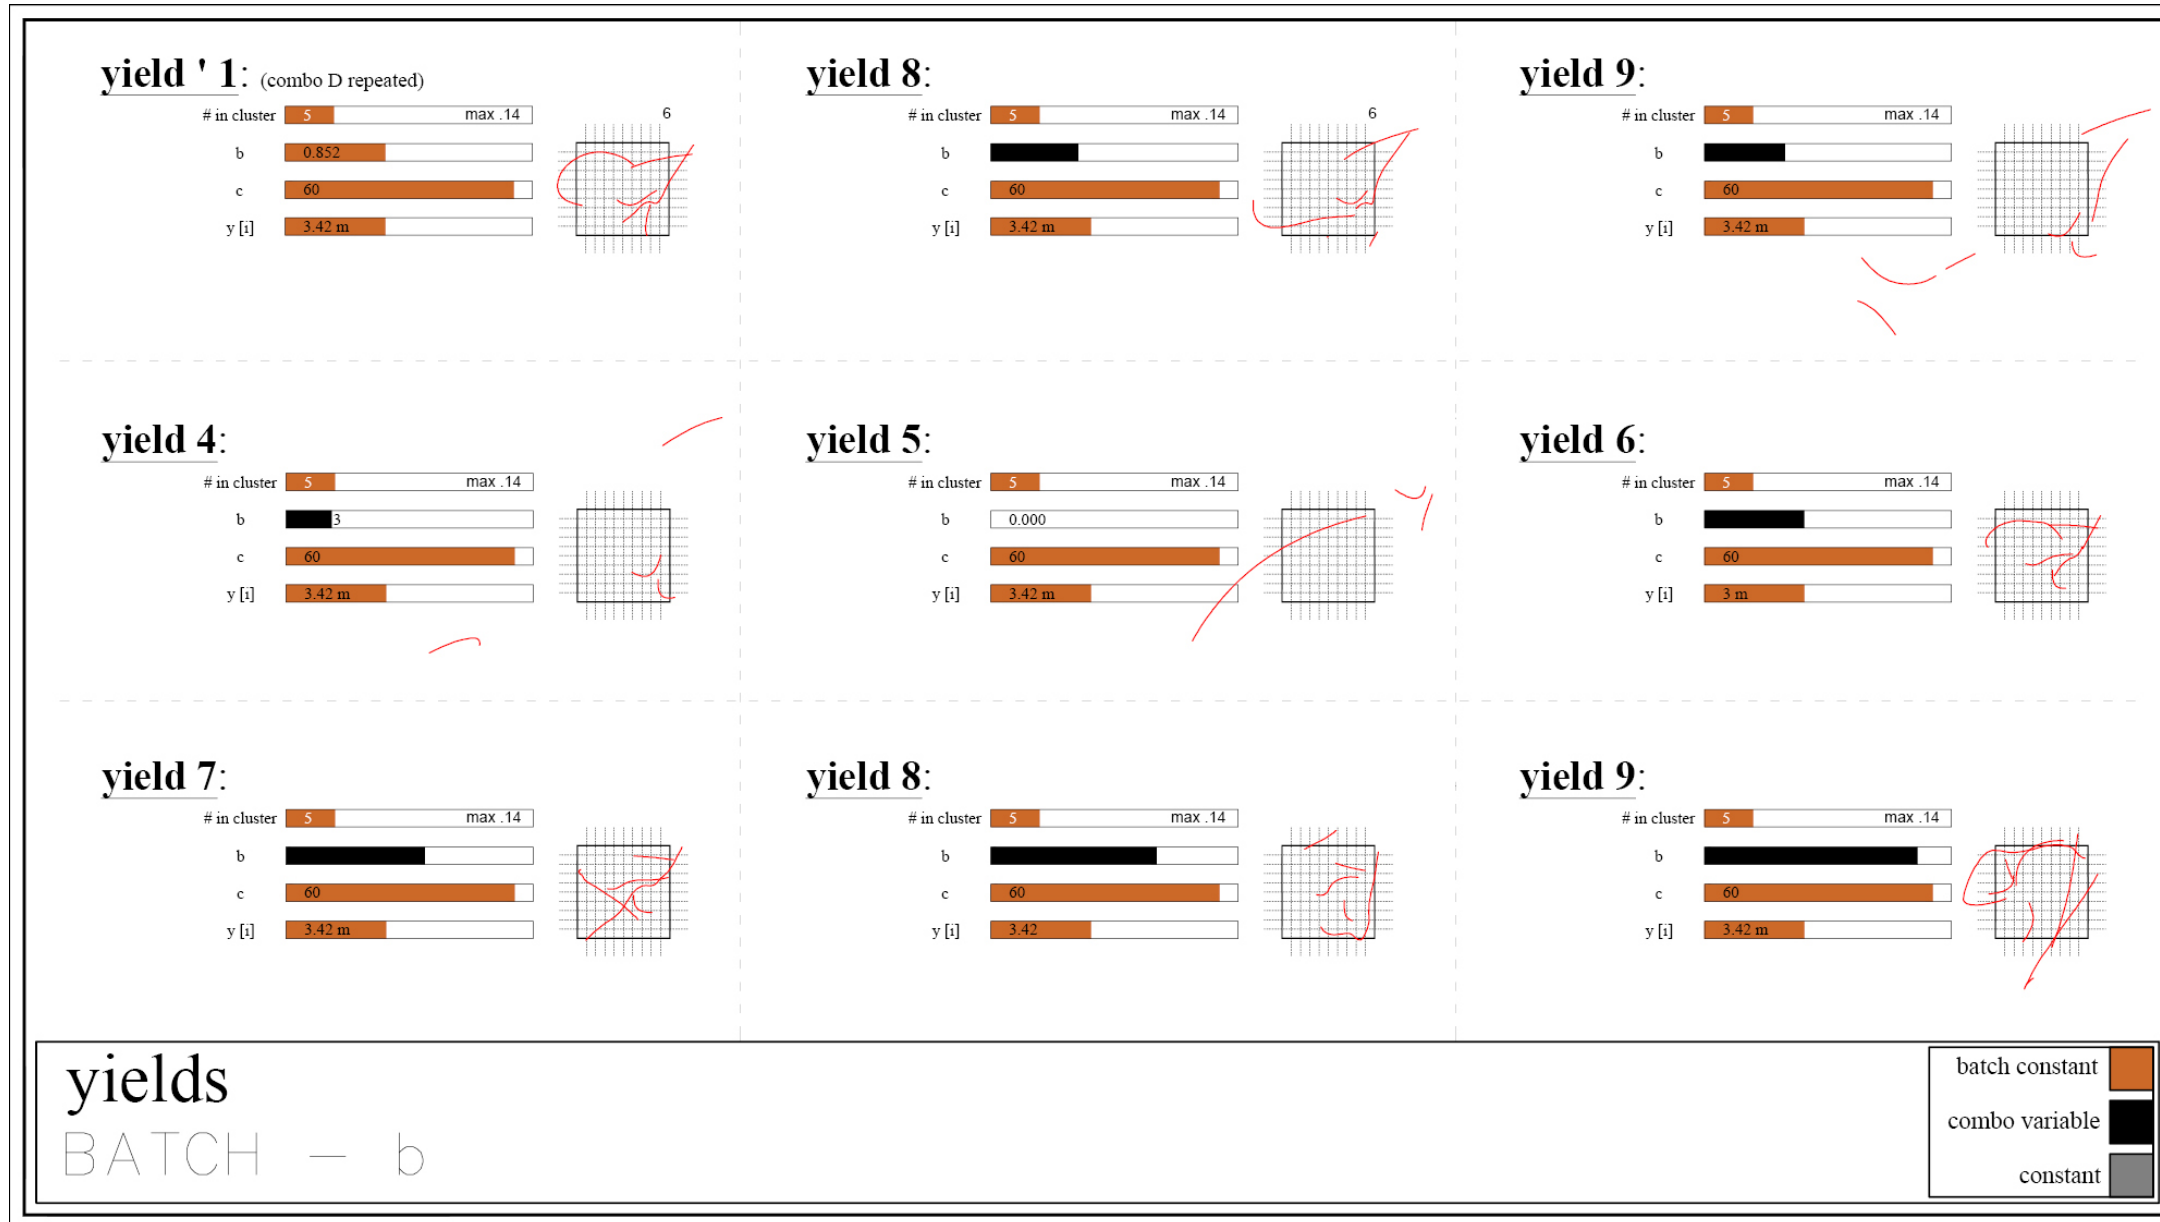 yield ' 1: (combo D repeated)
# in cluster 5 max .14
6
b 0.852
c 60
y [i] 3.42 m
yield 8:
# in cluster 5 max .14
6
b
c 60
y [i] 3.42 m
yield 9:
# in cluster 5 max .14
b
c 60
y [i] 3.42 m
yield 4:
# in cluster 5 max .14
b 3
c 60
y [i] 3.42 m
yield 5:
# in cluster 5 max .14
b 0.000
c 60
y [i] 3.42 m
yield 6:
# in cluster 5 max .14
b
c 60
y [i] 3 m
yield 7:
# in cluster 5 max .14
b
c 60
y [i] 3.42 m
yield 8:
# in cluster 5 max .14
b
c 60
y [i] 3.42
yield 9:
# in cluster 5 max .14
b
c 60
y [i] 3.42 m
yields
BATCH - b
batch constant
combo variable
constant